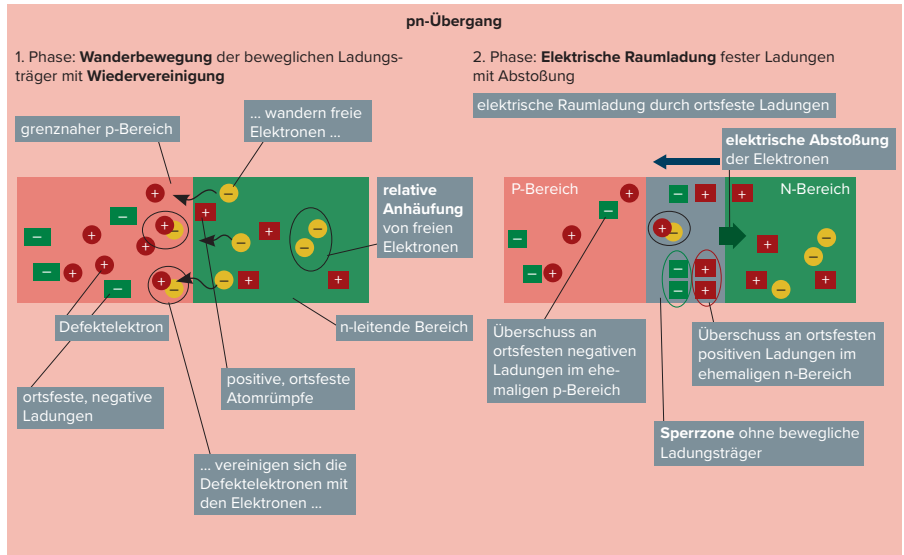 pn-Übergang
1. Phase: Wanderbewegung der beweglichen Ladungs-
träger mit Wiedervereinigung
grenznaher p-Bereich
... wandern freie
Elektronen ...
relative
Anhäufung
von freien
Elektronen
Defektelektron
n-leitende Bereich
ortsfeste, negative
Ladungen
positive, ortsfeste
Atomrümpfe
... vereinigen sich die
Defektelektronen mit
den Elektronen ...
2. Phase: Elektrische Raumladung fester Ladungen
mit Abstoßung
elektrische Raumladung durch ortsfeste Ladungen
elektrische Abstoßung
der Elektronen
P-Bereich
N-Bereich
Überschuss an
ortsfesten negativen
Ladungen im ehe-
maligen p-Bereich
Überschuss an ortsfesten
positiven Ladungen im
ehemaligen n-Bereich
Sperrzone ohne bewegliche
Ladungsträger